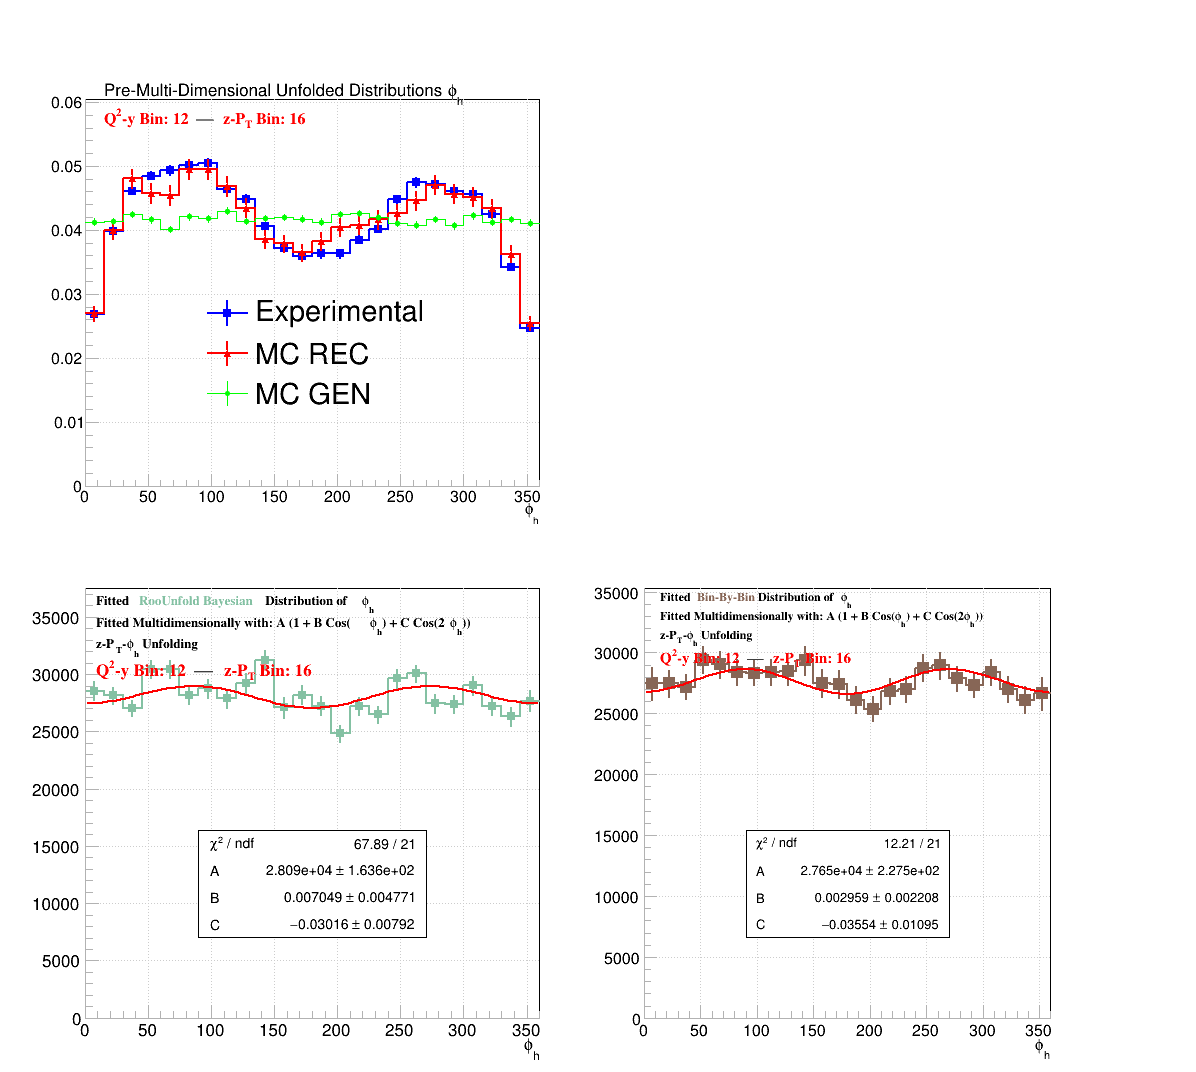 Pre-Multi-Dimensional Unfolded Distributions ϕh
Q²-y Bin: 12 — z-PT Bin: 16
0.06
0.05
0.04
0.03
0.02
0.01
0
Experimental
MC REC
MC GEN
0 50 100 150 200 250 300 350
ϕh
Fitted RooUnfold Bayesian Distribution of ϕh
Fitted Multidimensionally with: A (1 + B Cos( ϕh) + C Cos(2 ϕh))
z-PT-ϕh Unfolding
Q²-y Bin: 12 — z-PT Bin: 16
35000
30000
25000
20000
15000
10000
5000
0
χ² / ndf 67.89 / 21
A 2.809e+04 ± 1.636e+02
B 0.007049 ± 0.004771
C −0.03016 ± 0.00792
0 50 100 150 200 250 300 350
ϕh
Fitted Bin-By-Bin Distribution of ϕh
Fitted Multidimensionally with: A (1 + B Cos(ϕh) + C Cos(2ϕh))
z-PT-ϕh Unfolding
Q²-y Bin: 12 — z-PT Bin: 16
35000
30000
25000
20000
15000
10000
5000
0
χ² / ndf 12.21 / 21
A 2.765e+04 ± 2.275e+02
B 0.002959 ± 0.002208
C −0.03554 ± 0.01095
0 50 100 150 200 250 300 350
ϕh